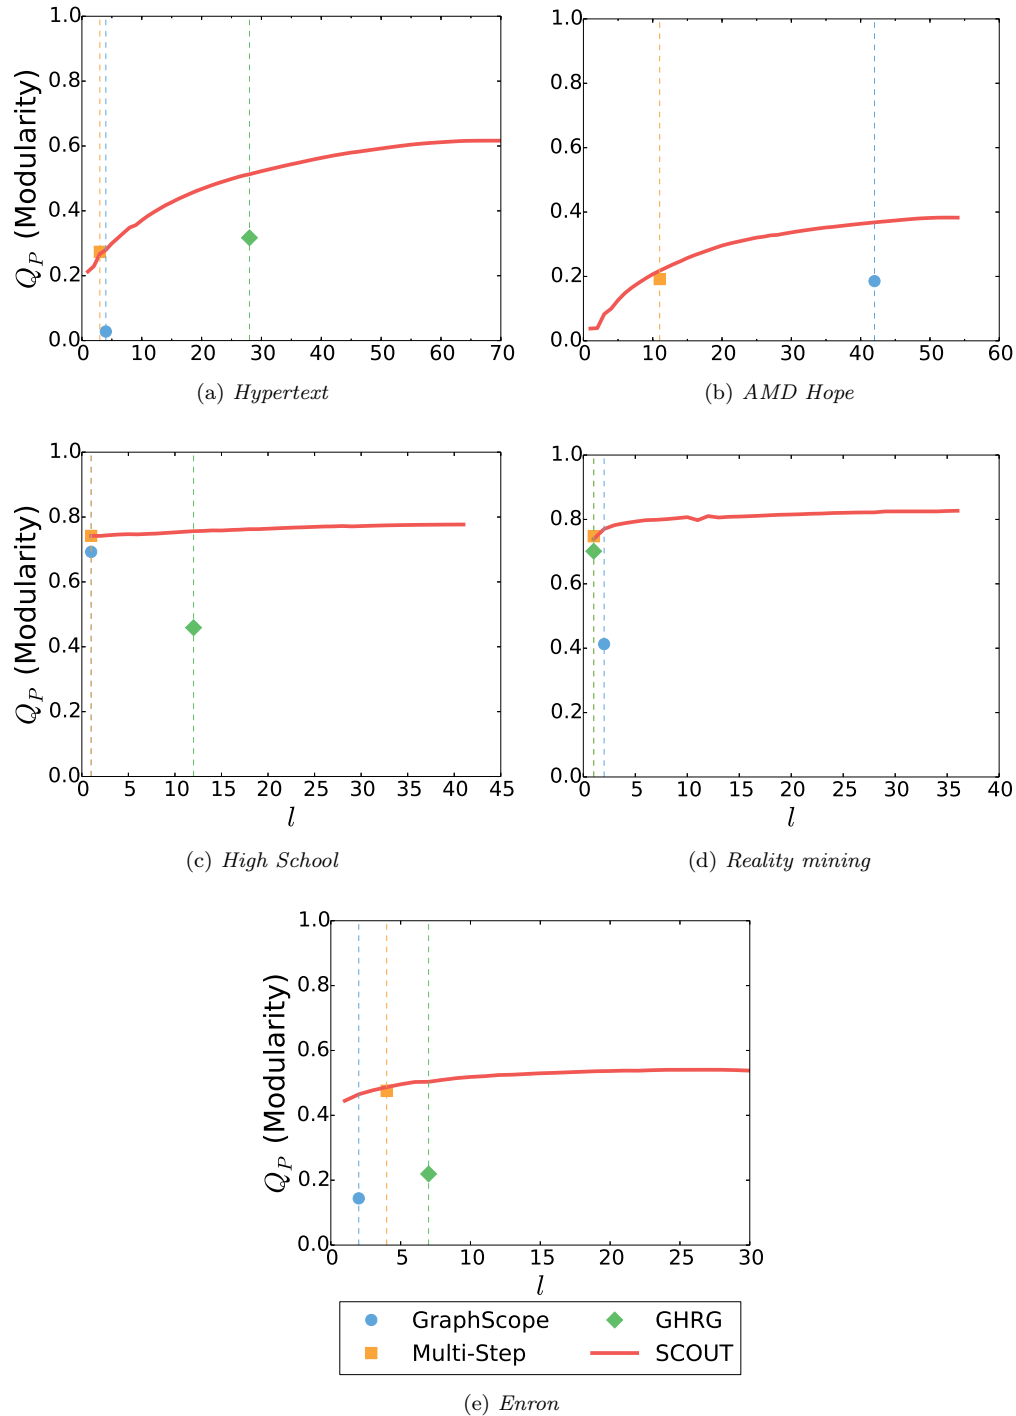 1.0
0.8
0.6
0.4
0.2
0.0
Q_P (Modularity)
0 10 20 30 40 50 60 70
(a) Hypertext
1.0
0.8
0.6
0.4
0.2
0.0
0 10 20 30 40 50 60
(b) AMD Hope
1.0
0.8
0.6
0.4
0.2
0.0
Q_P (Modularity)
0 5 10 15 20 25 30 35 40 45
l
(c) High School
1.0
0.8
0.6
0.4
0.2
0.0
0 5 10 15 20 25 30 35 40
l
(d) Reality mining
1.0
0.8
0.6
0.4
0.2
0.0
Q_P (Modularity)
0 5 10 15 20 25 30
l
GraphScope GHRG
Multi-Step SCOUT
(e) Enron